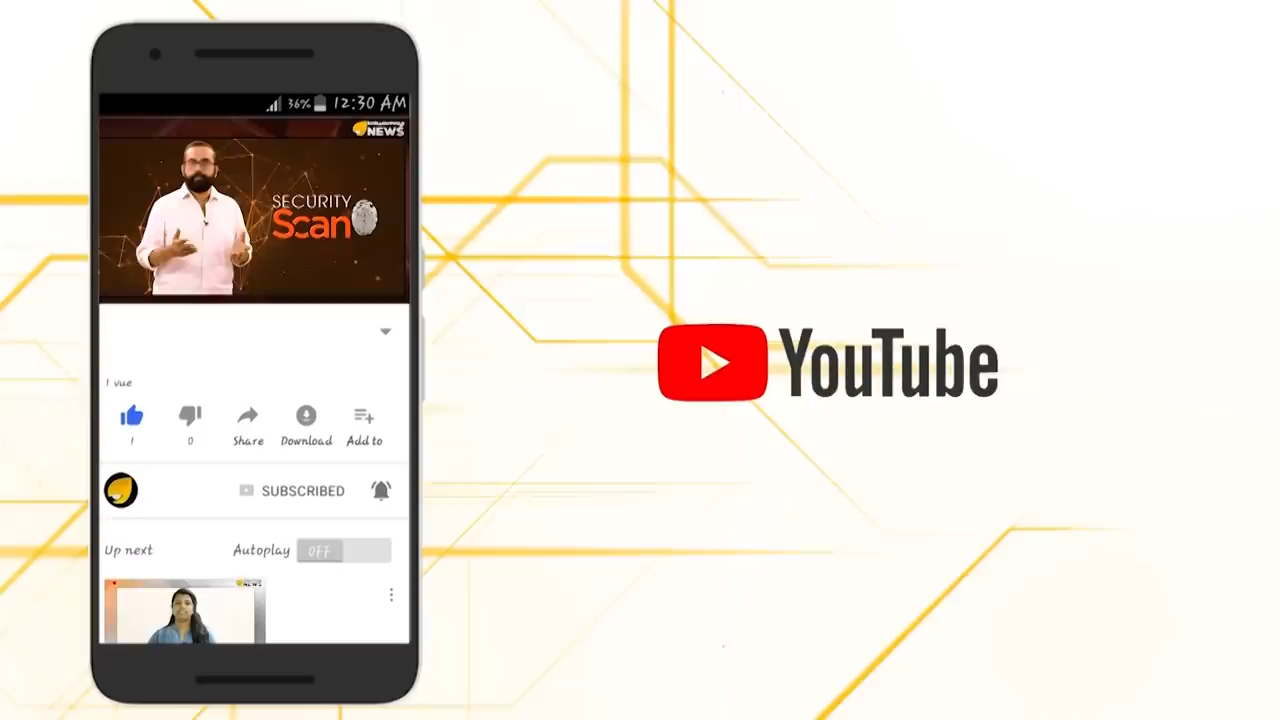 36% 12:30 AM
NEWS
SECURITY
Scan
1 vue
1
0
Share
Download
Add to
SUBSCRIBED
Up next
Autoplay
OFF
NEWS
YouTube